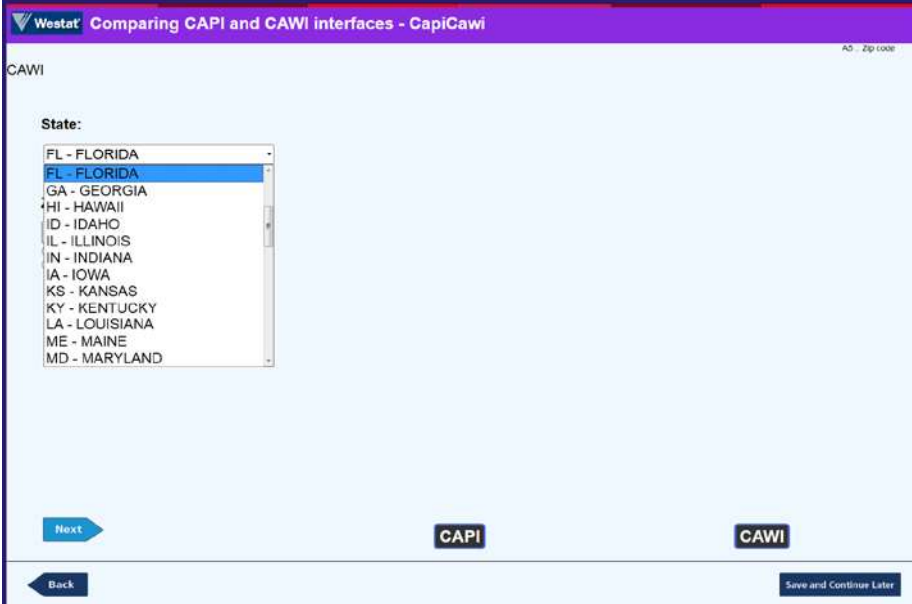 Westat Comparing CAPI and CAWI interfaces - CapiCawi
A5 . Zip code
CAWI
State:
FL - FLORIDA
FL - FLORIDA
GA - GEORGIA
HI - HAWAII
ID - IDAHO
IL - ILLINOIS
IN - INDIANA
IA - IOWA
KS - KANSAS
KY - KENTUCKY
LA - LOUISIANA
ME - MAINE
MD - MARYLAND
Next
CAPI
CAWI
Back
Save and Continue Later